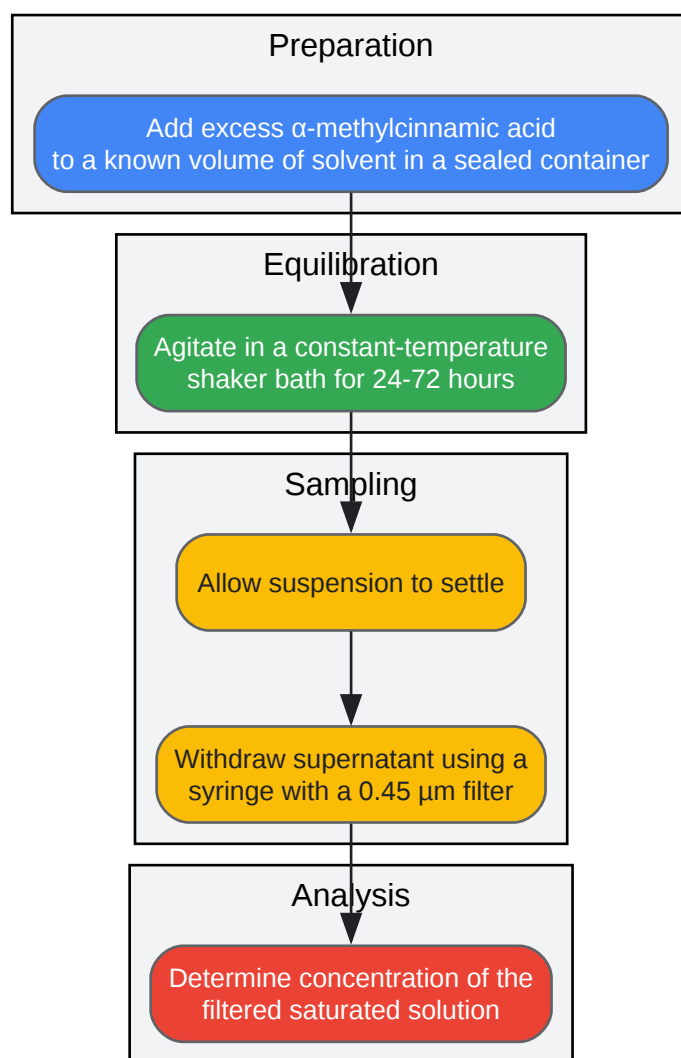 Preparation
Add excess α-methylcinnamic acid
to a known volume of solvent in a sealed container
Equilibration
Agitate in a constant-temperature
shaker bath for 24-72 hours
Sampling
Allow suspension to settle
Withdraw supernatant using a
syringe with a 0.45 µm filter
Analysis
Determine concentration of the
filtered saturated solution